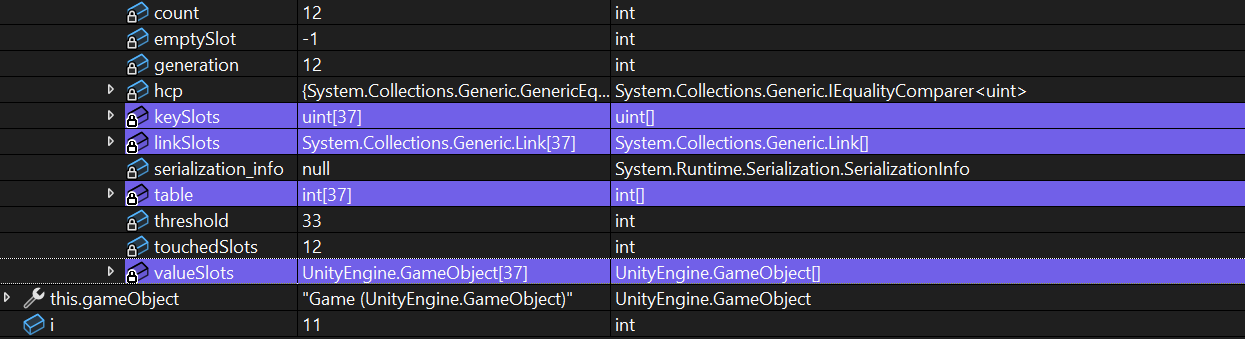 count 12 int
emptySlot -1 int
generation 12 int
hcp {System.Collections.Generic.GenericEq... System.Collections.Generic.IEqualityComparer<uint>
keySlots uint[37] uint[]
linkSlots System.Collections.Generic.Link[37] System.Collections.Generic.Link[]
serialization_info null System.Runtime.Serialization.SerializationInfo
table int[37] int[]
threshold 33 int
touchedSlots 12 int
valueSlots UnityEngine.GameObject[37] UnityEngine.GameObject[]
this.gameObject "Game (UnityEngine.GameObject)" UnityEngine.GameObject
i 11 int